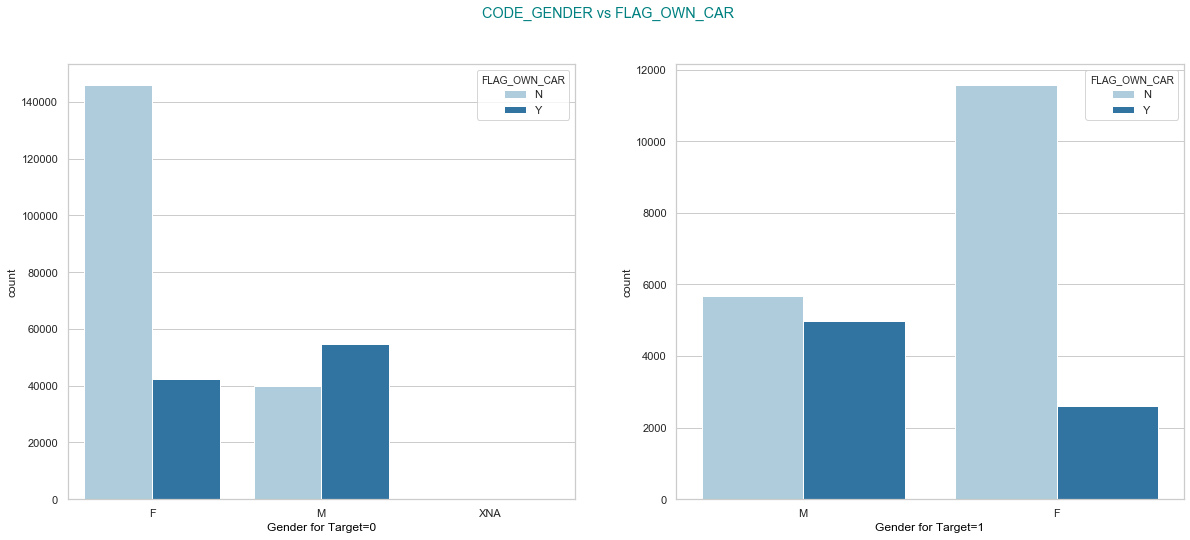 CODE_GENDER vs FLAG_OWN_CAR
FLAG_OWN_CAR
N
Y
140000
120000
100000
80000
60000
40000
20000
0
count
F
M
XNA
Gender for Target=0
FLAG_OWN_CAR
N
Y
12000
10000
8000
6000
4000
2000
0
count
M
F
Gender for Target=1